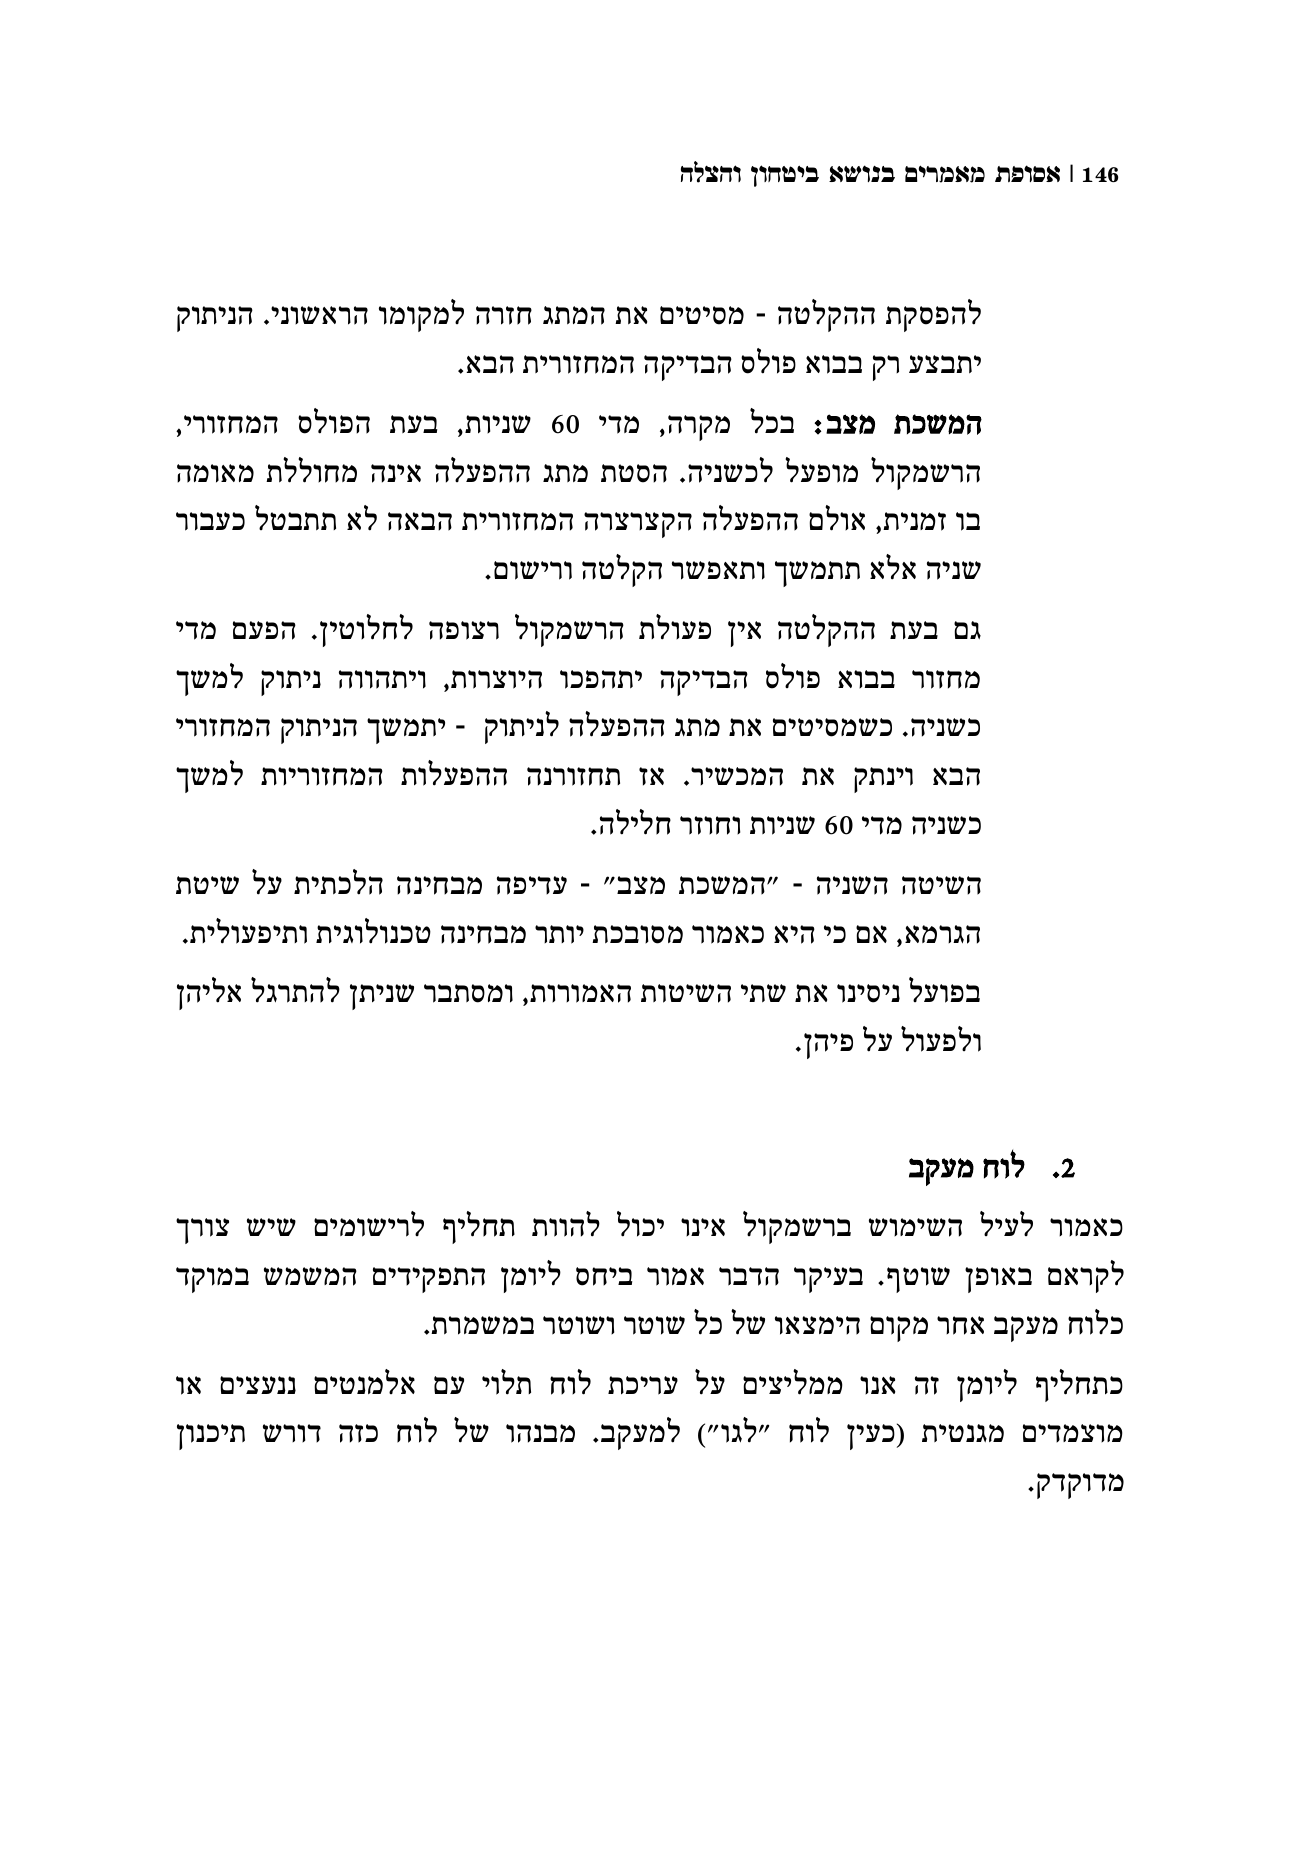 146 | אסופת מאמרים בנושא ביטחון והצלה
להפסקת ההקלטה - מסיטים את המתג חזרה למקומו הראשוני. הניתוק
יתבצע רק בבוא פולס הבדיקה המחזורית הבא.
המשכת מצב: בכל מקרה, מדי 60 שניות, בעת הפולס המחזורי,
הרשמקול מופעל לכשניה. הסטת מתג ההפעלה אינה מחוללת מאומה
בו זמנית, אולם ההפעלה הקצרצרה המחזורית הבאה לא תתבטל כעבור
שניה אלא תתמשך ותאפשר הקלטה ורישום.
גם בעת ההקלטה אין פעולת הרשמקול רצופה לחלוטין. הפעם מדי
מחזור בבוא פולס הבדיקה יתהפכו היוצרות, ויתהווה ניתוק למשך
כשניה. כשמסיטים את מתג ההפעלה לניתוק - יתמשך הניתוק המחזורי
הבא וינתק את המכשיר. אז תחזורנה ההפעלות המחזוריות למשך
כשניה מדי 60 שניות וחוזר חלילה.
השיטה השניה - "המשכת מצב" - עדיפה מבחינה הלכתית על שיטת
הגרמא, אם כי היא כאמור מסובכת יותר מבחינה טכנולוגית ותיפעולית.
בפועל ניסינו את שתי השיטות האמורות, ומסתבר שניתן להתרגל אליהן
ולפעול על פיהן.
2. לוח מעקב
כאמור לעיל השימוש ברשמקול אינו יכול להוות תחליף לרישומים שיש צורך
לקראם באופן שוטף. בעיקר הדבר אמור ביחס ליומן התפקידים המשמש במוקד
כלוח מעקב אחר מקום הימצאו של כל שוטר ושוטר במשמרת.
כתחליף ליומן זה אנו ממליצים על עריכת לוח תלוי עם אלמנטים ננעצים או
מוצמדים מגנטית (כעין לוח "לגו") למעקב. מבנהו של לוח כזה דורש תיכנון
מדוקדק.